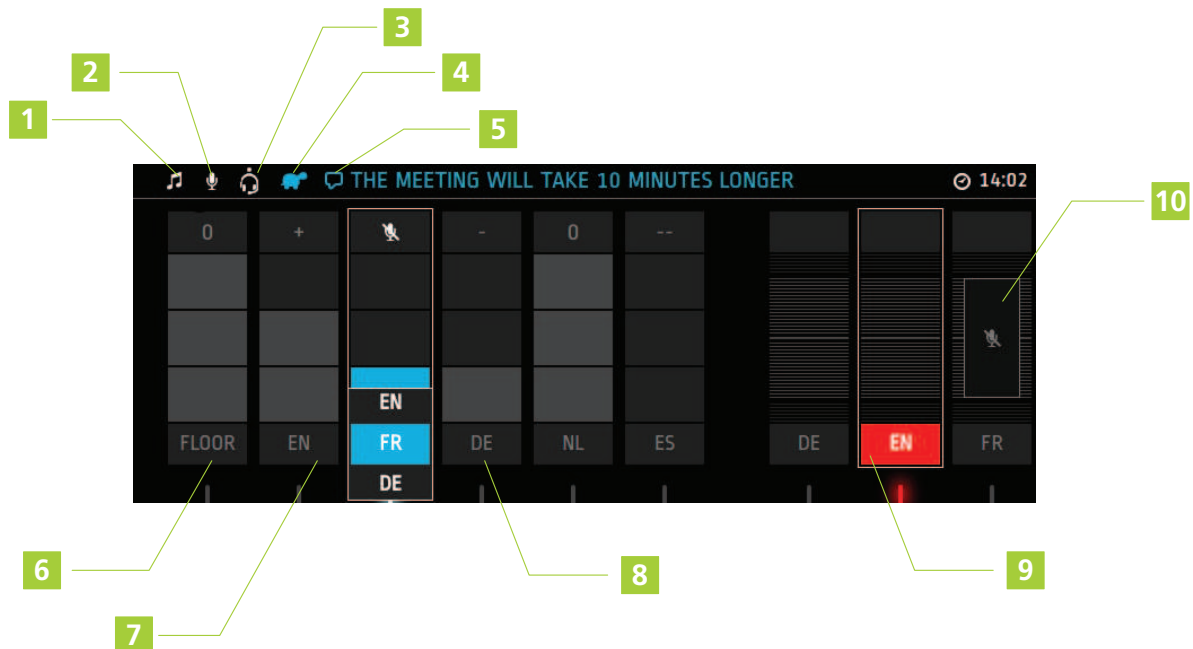 3
2
4
1
5
THE MEETING WILL TAKE 10 MINUTES LONGER
14:02
10
0 + - 0 --
EN
FLOOR EN FR DE NL ES DE EN FR
DE
6
8
9
7